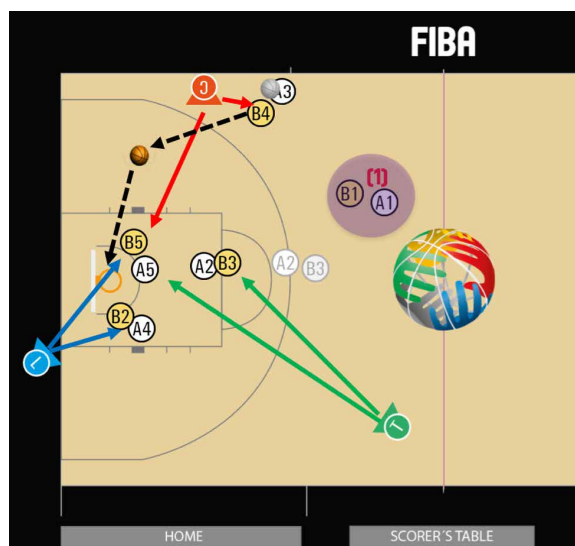 FIBA
C
A3
B4
(1)
B1
A1
B5
A5
A2
B3
A2
B3
B2
A4
L
T
HOME
SCORER'S TABLE